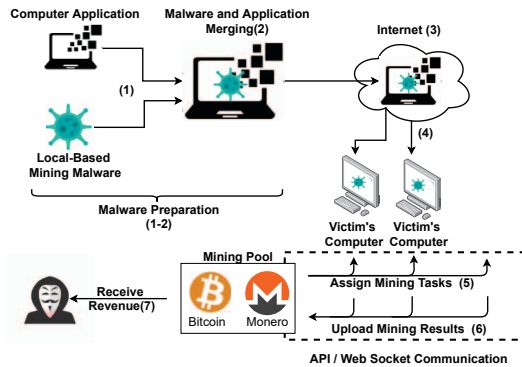 Computer Application
Malware and Application
Merging(2)
Internet (3)
(1)
(4)
Local-Based
Mining Malware
Malware Preparation
(1-2)
Victim's
Computer
Victim's
Computer
Mining Pool
Bitcoin
Monero
Assign Mining Tasks (5)
Receive
Revenue(7)
Upload Mining Results (6)
API / Web Socket Communication